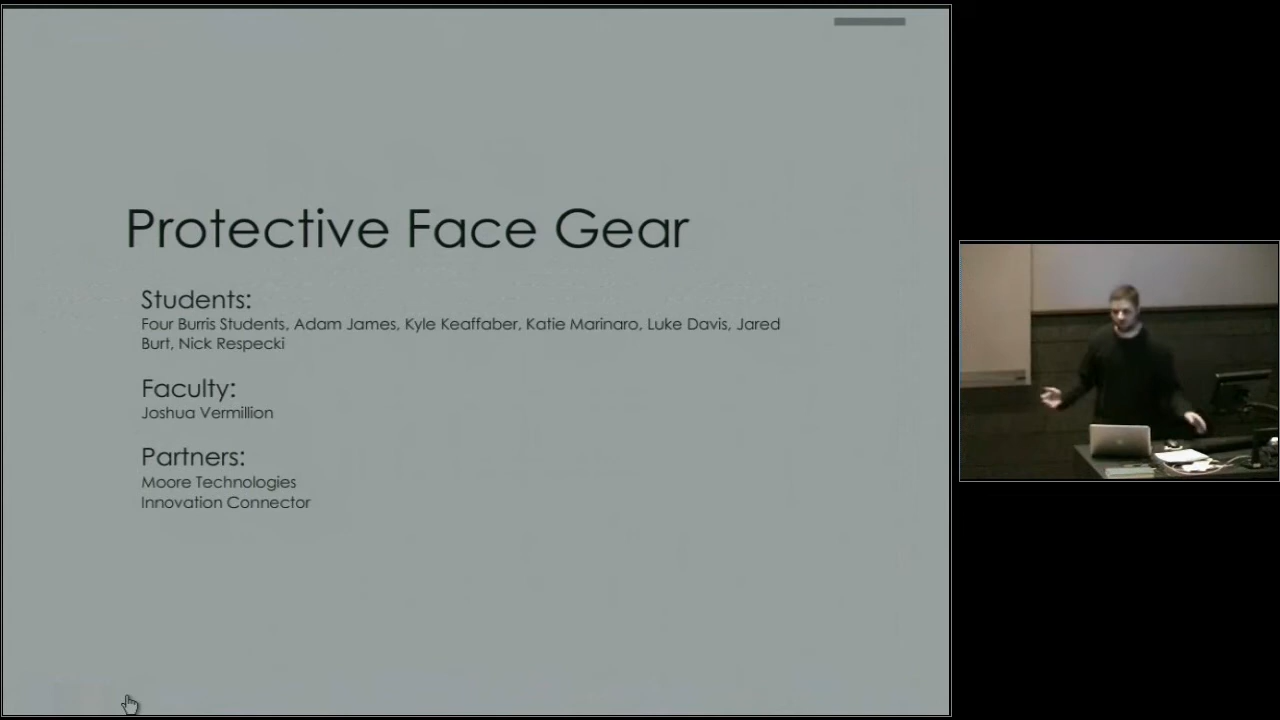 Protective Face Gear
Students:
Four Burris Students, Adam James, Kyle Keaffaber, Katie Marinaro, Luke Davis, Jared
Burt, Nick Respecki
Faculty:
Joshua Vermillion
Partners:
Moore Technologies
Innovation Connector